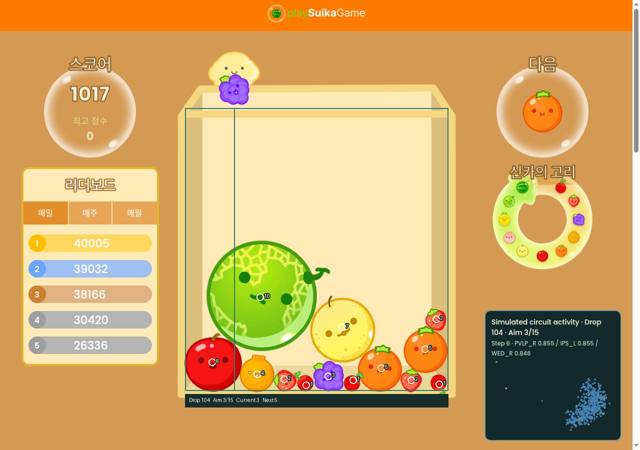 playSuikaGame
스코어
1017
최고 점수
0
다음
리더보드
매일
매주
매월
1
40005
2
39032
3
38166
4
30420
5
26336
신카의 고리
Simulated circuit activity · Drop
104 · Aim 3/15
Step 6 · PVLP_R 0.855 / IPS_L 0.855 /
WED_R 0.846
Drop 104 Aim 3/15 Current 3 Next 5